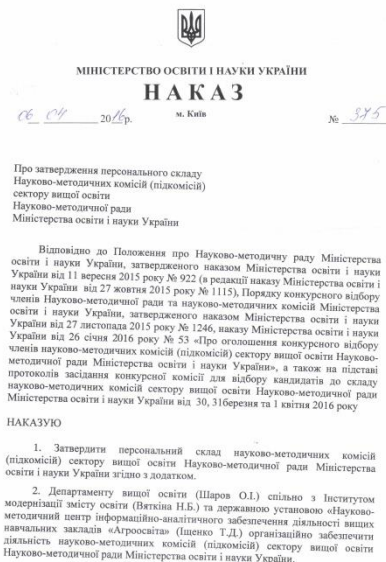 МІНІСТЕРСТВО ОСВІТИ І НАУКИ УКРАЇНИ
НАКАЗ
06 04 2016р. м. Київ № 375
Про затвердження персонального складу
Науково-методичних комісій (підкомісій)
сектору вищої освіти
Науково-методичної ради
Міністерства освіти і науки України
Відповідно до Положення про Науково-методичну раду Міністерства
освіти і науки України, затвердженого наказом Міністерства освіти і науки
України від 11 вересня 2015 року № 922 (в редакції наказу Міністерства освіти і
науки України від 27 жовтня 2015 року № 1115), Порядку конкурсного відбору
членів Науково-методичної ради та науково-методичних комісій Міністерства
освіти і науки України, затвердженого наказом Міністерства освіти і науки
України від 27 листопада 2015 року № 1246, наказу Міністерства освіти і науки
України від 26 січня 2016 року № 53 «Про оголошення конкурсного відбору
членів науково-методичних комісій (підкомісій) сектору вищої освіти Науково-
методичної ради Міністерства освіти і науки України», а також на підставі
протоколів засідання конкурсної комісії для відбору кандидатів до складу
науково-методичних комісій сектору вищої освіти Науково-методичної ради
Міністерства освіти і науки України від 30, 31березня та 1 квітня 2016 року
НАКАЗУЮ
1. Затвердити персональний склад науково-методичних комісій
(підкомісій) сектору вищої освіти Науково-методичної ради Міністерства
освіти і науки України згідно з додатком.
2. Департаменту вищої освіти (Шаров О.І.) спільно з Інститутом
модернізації змісту освіти (Вяткіна Н.Б.) та державною установою «Науково-
методичний центр інформаційно-аналітичного забезпечення діяльності вищих
навчальних закладів «Агроосвіта» (Іщенко Т.Д.) організаційно забезпечити
діяльність науково-методичних комісій (підкомісій) сектору вищої освіти
Науково-методичної ради Міністерства освіти і науки України.